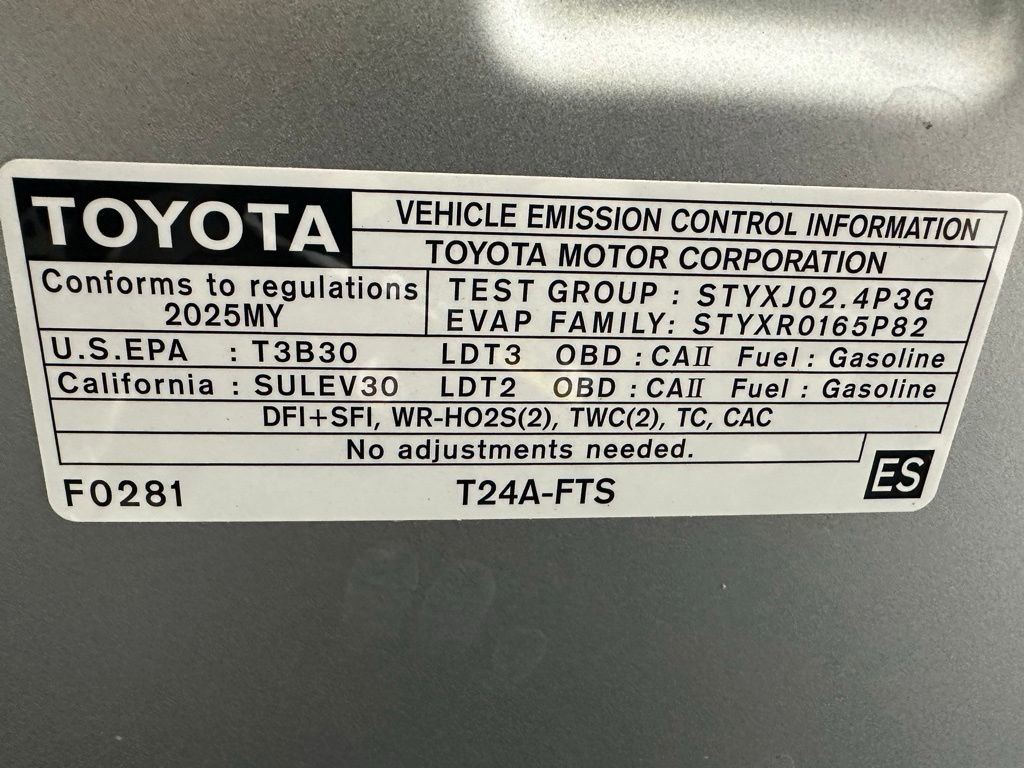 TOYOTA
VEHICLE EMISSION CONTROL INFORMATION
TOYOTA MOTOR CORPORATION
Conforms to regulations
2025MY
TEST GROUP : STYXJ02.4P3G
EVAP FAMILY: STYXR0165P82
U.S.EPA : T3B30 LDT3 OBD : CAII Fuel : Gasoline
California : SULEV30 LDT2 OBD : CAII Fuel : Gasoline
DFI+SFI, WR-HO2S(2), TWC(2), TC, CAC
No adjustments needed.
F0281 T24A-FTS ES